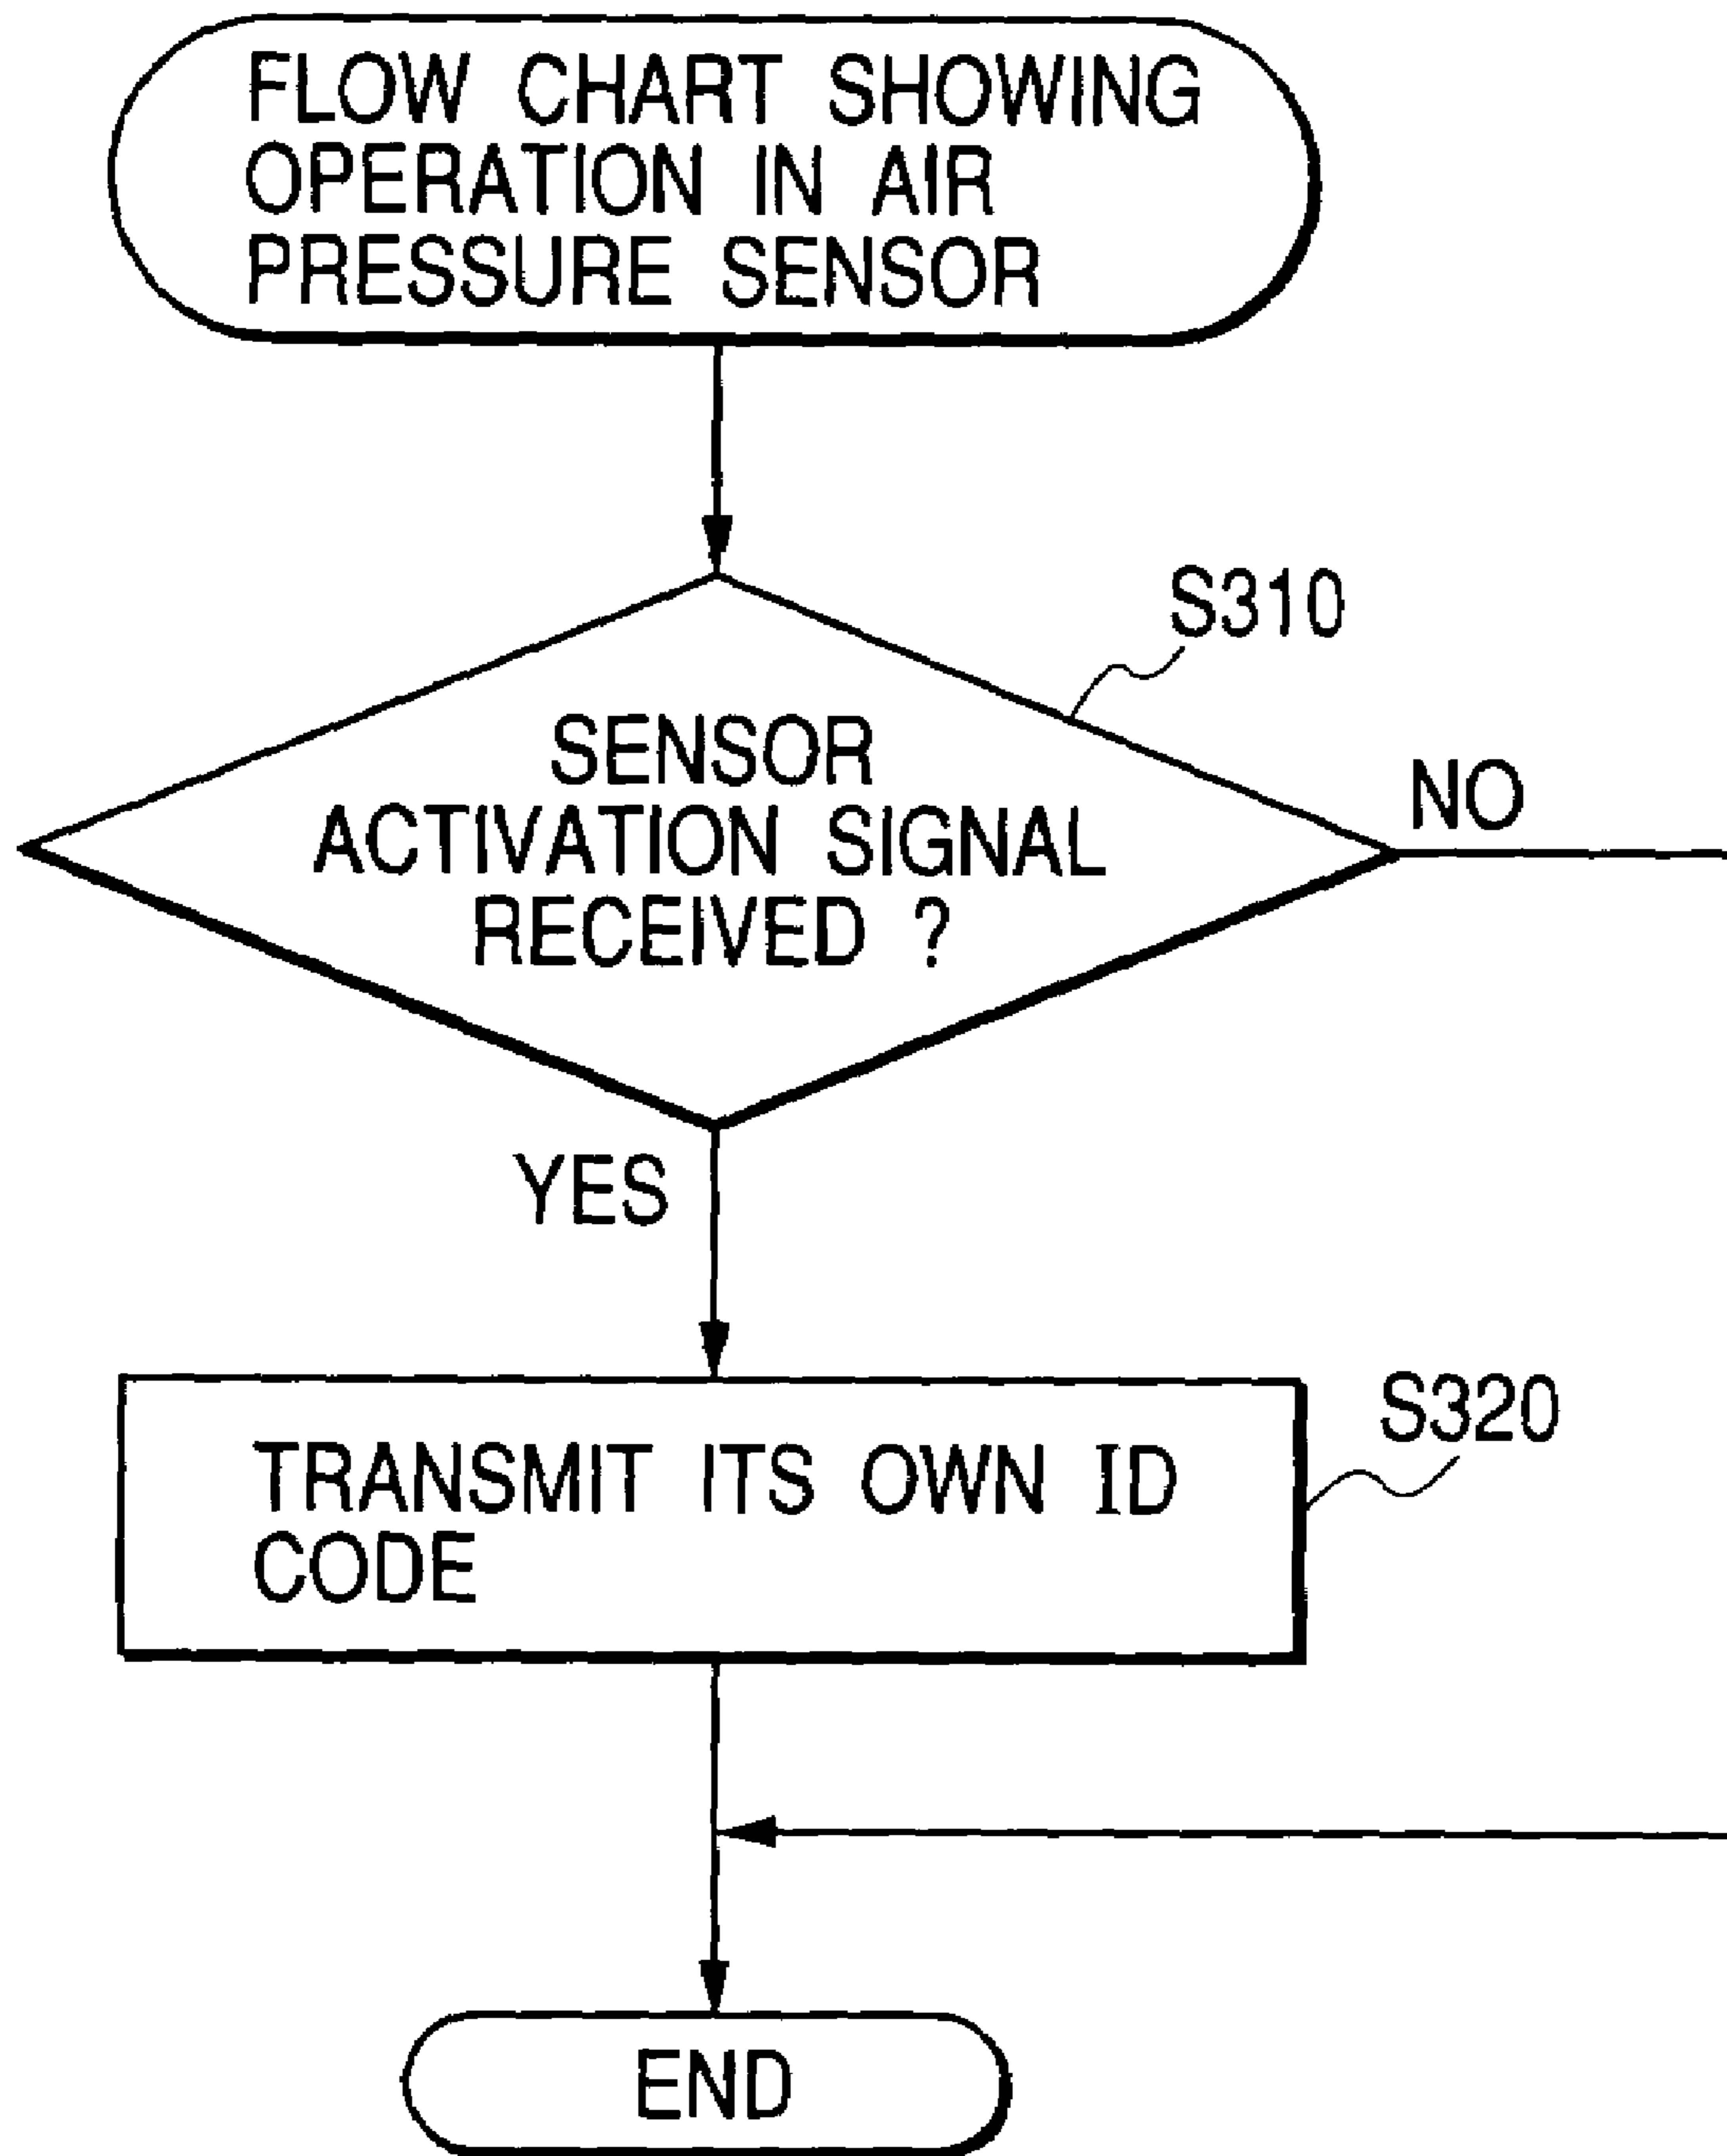 FLOW CHART SHOWING
OPERATION IN AIR
PRESSURE SENSOR
S310
SENSOR
ACTIVATION SIGNAL
RECEIVED ?
NO
YES
S320
TRANSMIT ITS OWN ID
CODE
END